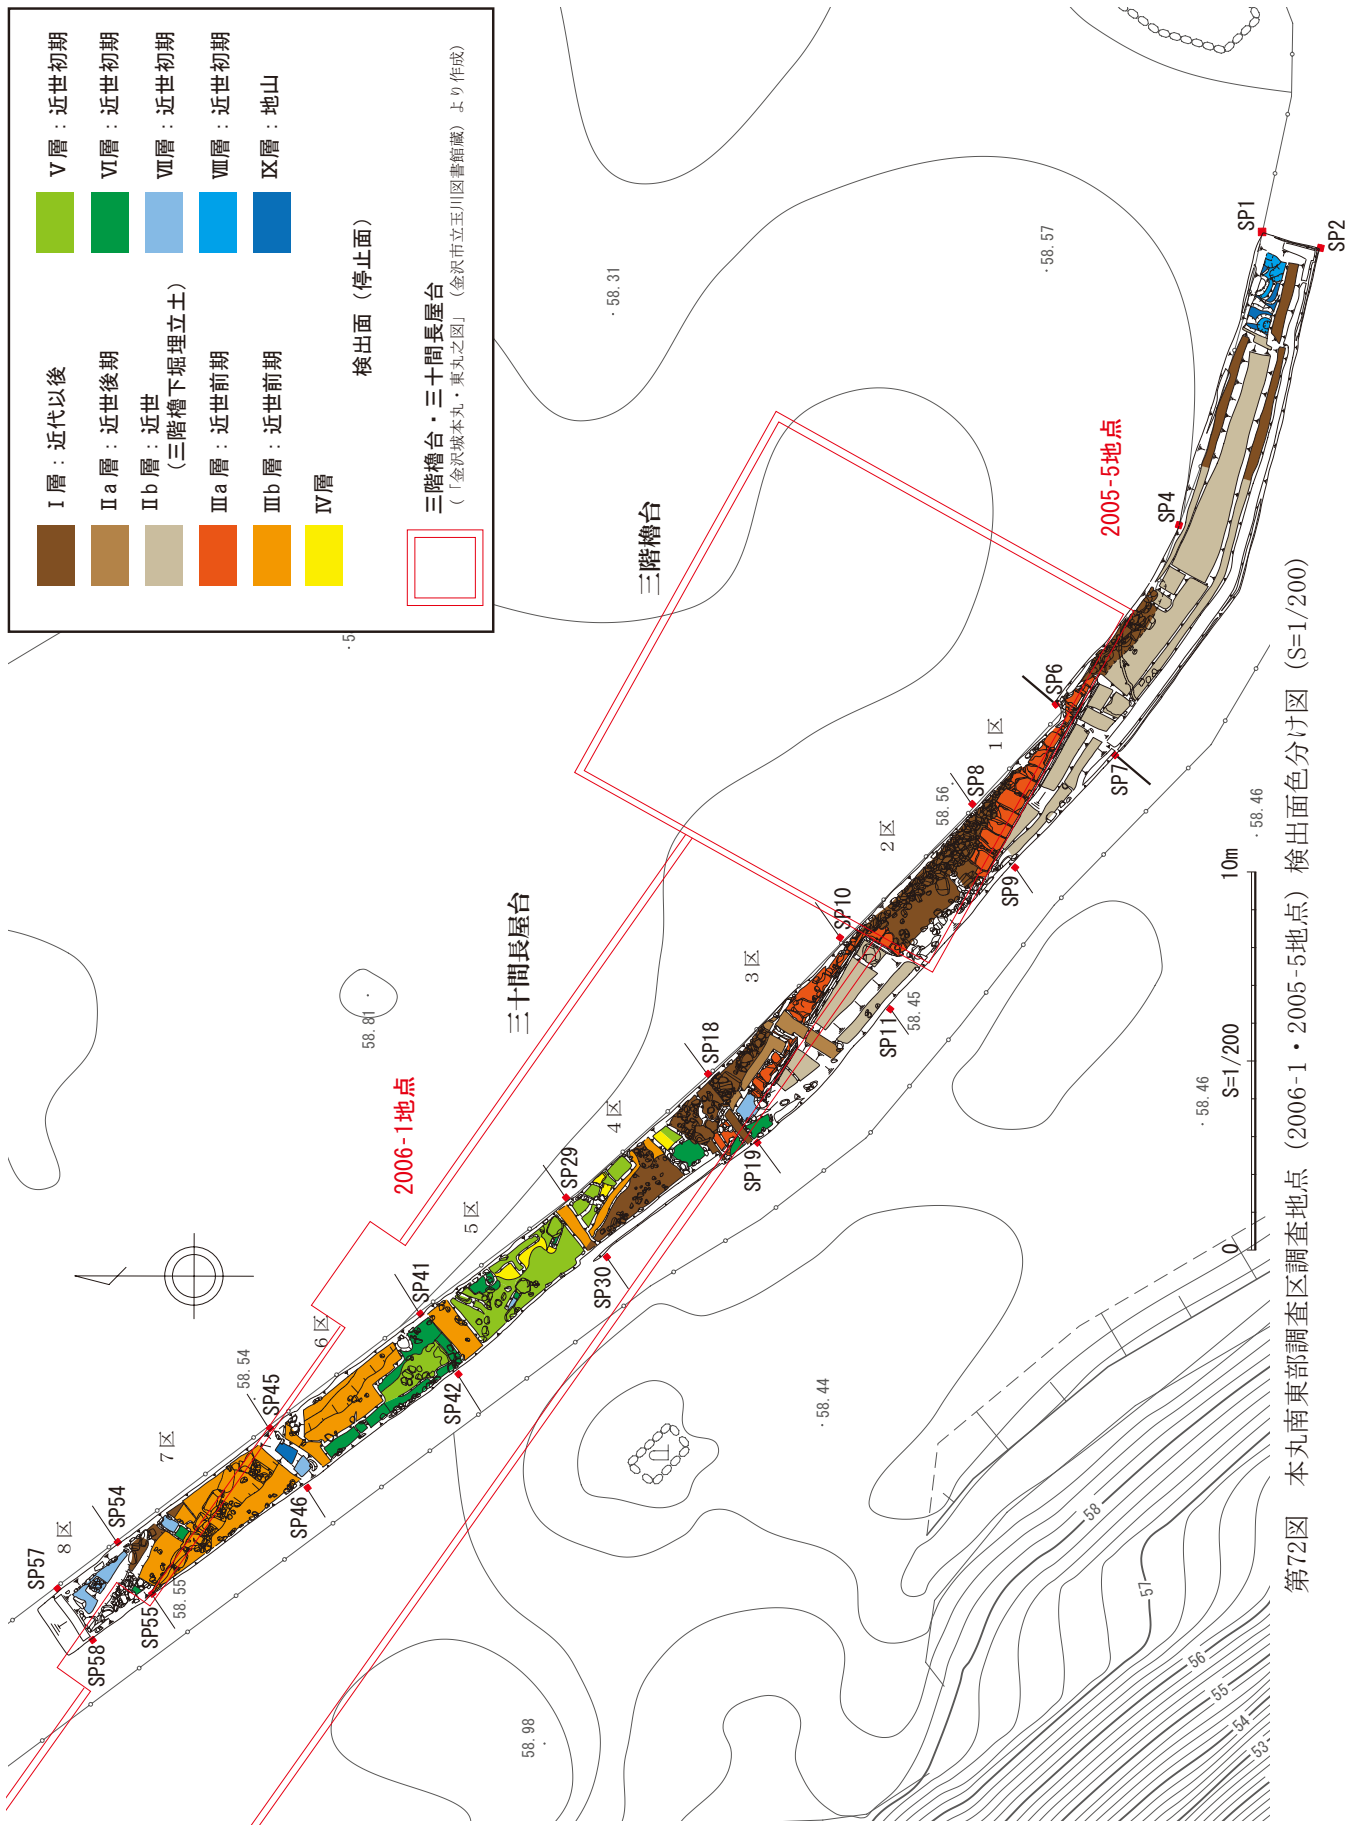 Ⅰ層：近代以後
Ⅱa層：近世後期
Ⅱb層：近世
（三階櫓下堀埋立土）
Ⅲa層：近世前期
Ⅲb層：近世前期
Ⅳ層
Ⅴ層：近世初期
Ⅵ層：近世初期
Ⅶ層：近世初期
Ⅷ層：近世初期
Ⅸ層：地山
検出面（停止面）
三階櫓台・三十間長屋台
（「金沢城本丸・東丸之図」（金沢市立玉川図書館蔵）より作成）
三階櫓台
三十間長屋台
2005-5地点
2006-1地点
1区
2区
3区
4区
5区
6区
7区
8区
SP1
SP2
SP4
SP6
SP7
SP8
SP9
SP10
SP11
SP18
SP19
SP29
SP30
SP41
SP42
SP45
SP46
SP54
SP55
SP57
SP58
58.57
58.31
5
58.56
58.46
58.45
58.46
58.81
58.54
58.55
58.44
58.98
58
57
56
55
54
53
0
S=1/200
10m
第72図 本丸南東部調査区調査地点（2006-1・2005-5地点）検出面色分け図（S=1/200）